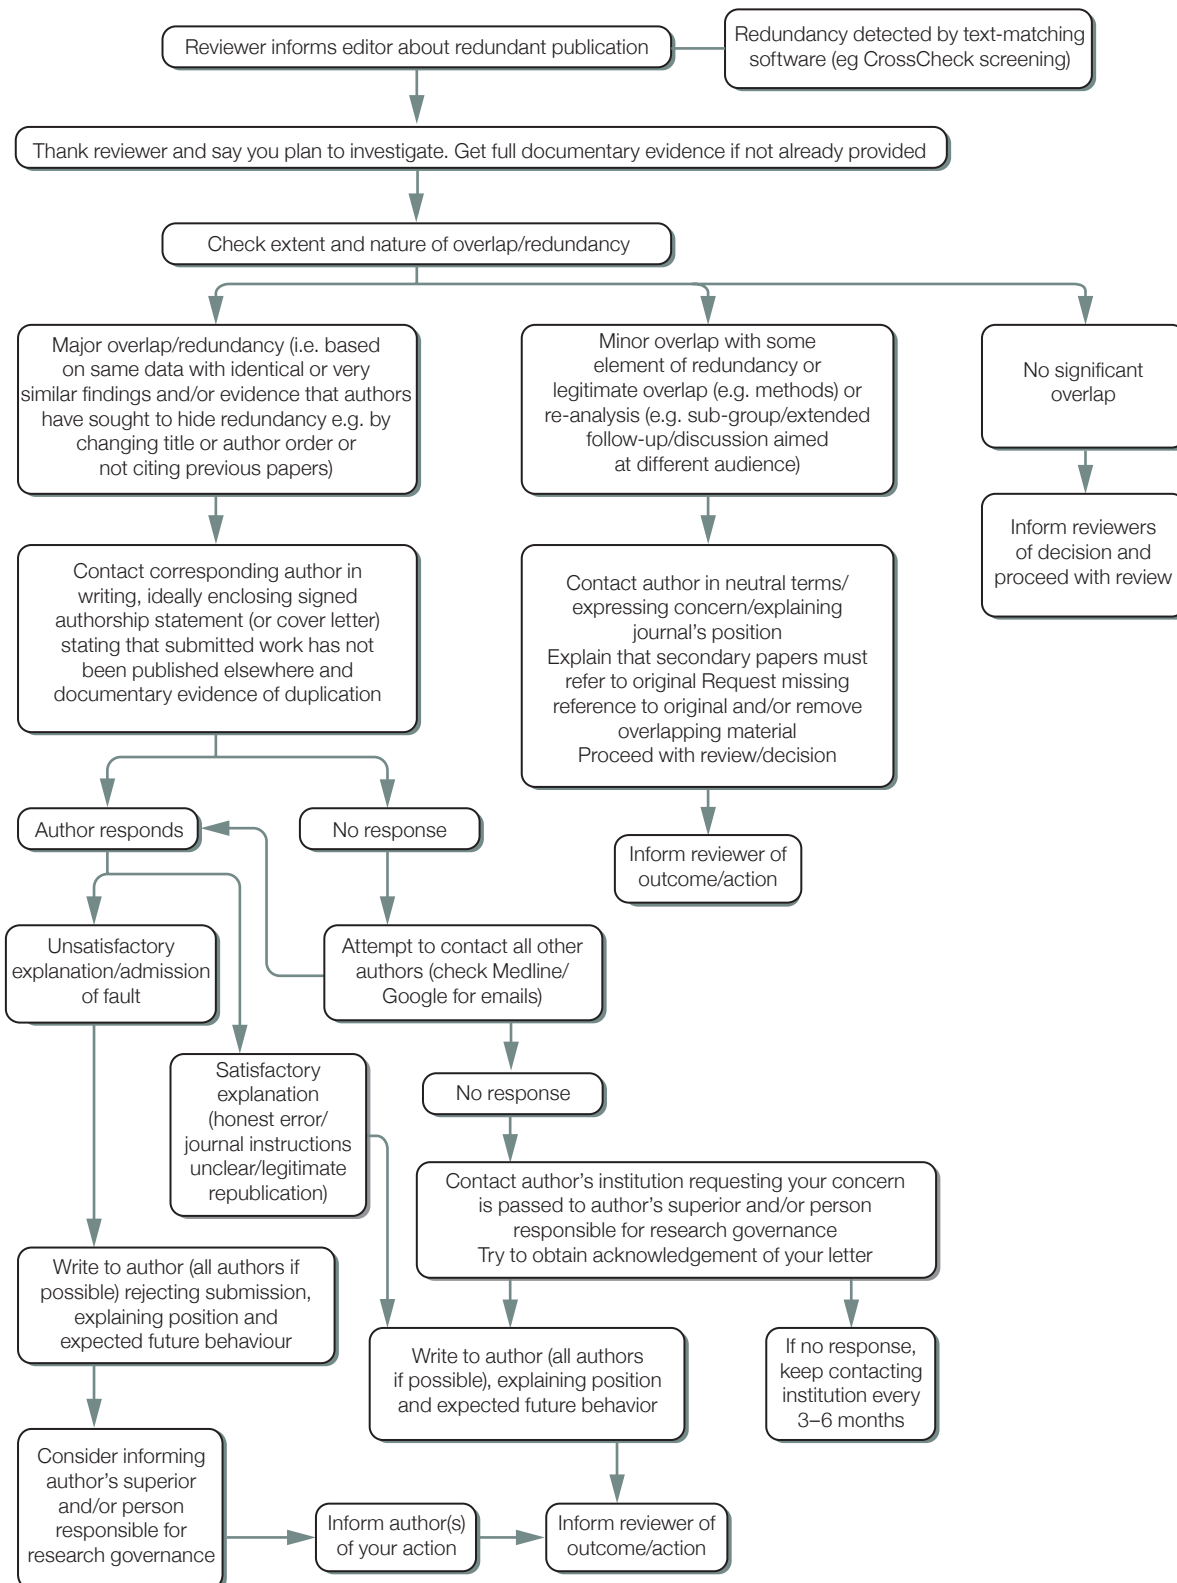 Reviewer informs editor about redundant publication
Redundancy detected by text-matching
software (eg CrossCheck screening)
Thank reviewer and say you plan to investigate. Get full documentary evidence if not already provided
Check extent and nature of overlap/redundancy
Major overlap/redundancy (i.e. based
on same data with identical or very
similar findings and/or evidence that authors
have sought to hide redundancy e.g. by
changing title or author order or
not citing previous papers)
Minor overlap with some
element of redundancy or
legitimate overlap (e.g. methods) or
re-analysis (e.g. sub-group/extended
follow-up/discussion aimed
at different audience)
No significant
overlap
Contact corresponding author in
writing, ideally enclosing signed
authorship statement (or cover letter)
stating that submitted work has not
been published elsewhere and
documentary evidence of duplication
Contact author in neutral terms/
expressing concern/explaining
journal's position
Explain that secondary papers must
refer to original Request missing
reference to original and/or remove
overlapping material
Proceed with review/decision
Inform reviewers
of decision and
proceed with review
Author responds
No response
Inform reviewer of
outcome/action
Unsatisfactory
explanation/admission
of fault
Attempt to contact all other
authors (check Medline/
Google for emails)
Satisfactory
explanation
(honest error/
journal instructions
unclear/legitimate
republication)
No response
Contact author's institution requesting your concern
is passed to author's superior and/or person
responsible for research governance
Try to obtain acknowledgement of your letter
Write to author (all authors if
possible) rejecting submission,
explaining position and
expected future behaviour
Write to author (all authors
if possible), explaining position
and expected future behavior
If no response,
keep contacting
institution every
3–6 months
Consider informing
author's superior
and/or person
responsible for
research governance
Inform author(s)
of your action
Inform reviewer of
outcome/action